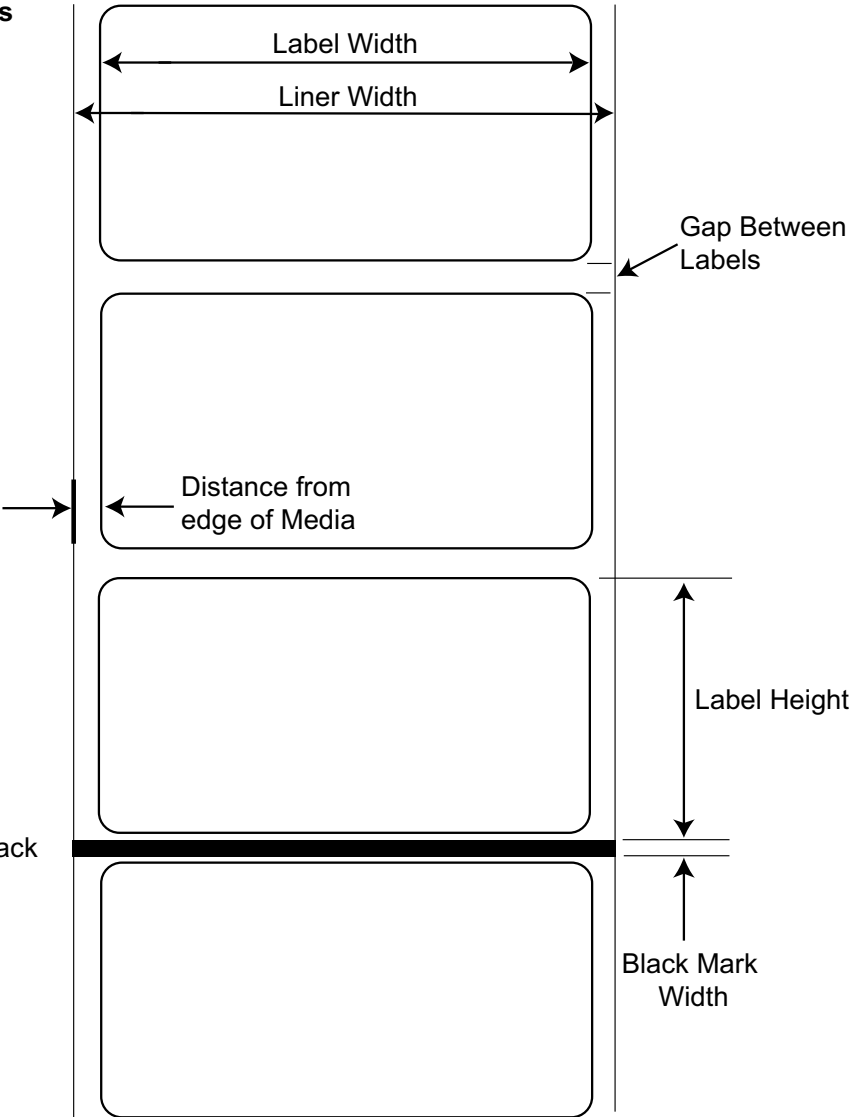 Label Width
Liner Width
Gap Between
Labels
Distance from
edge of Media
Label Height
Black Mark
Width